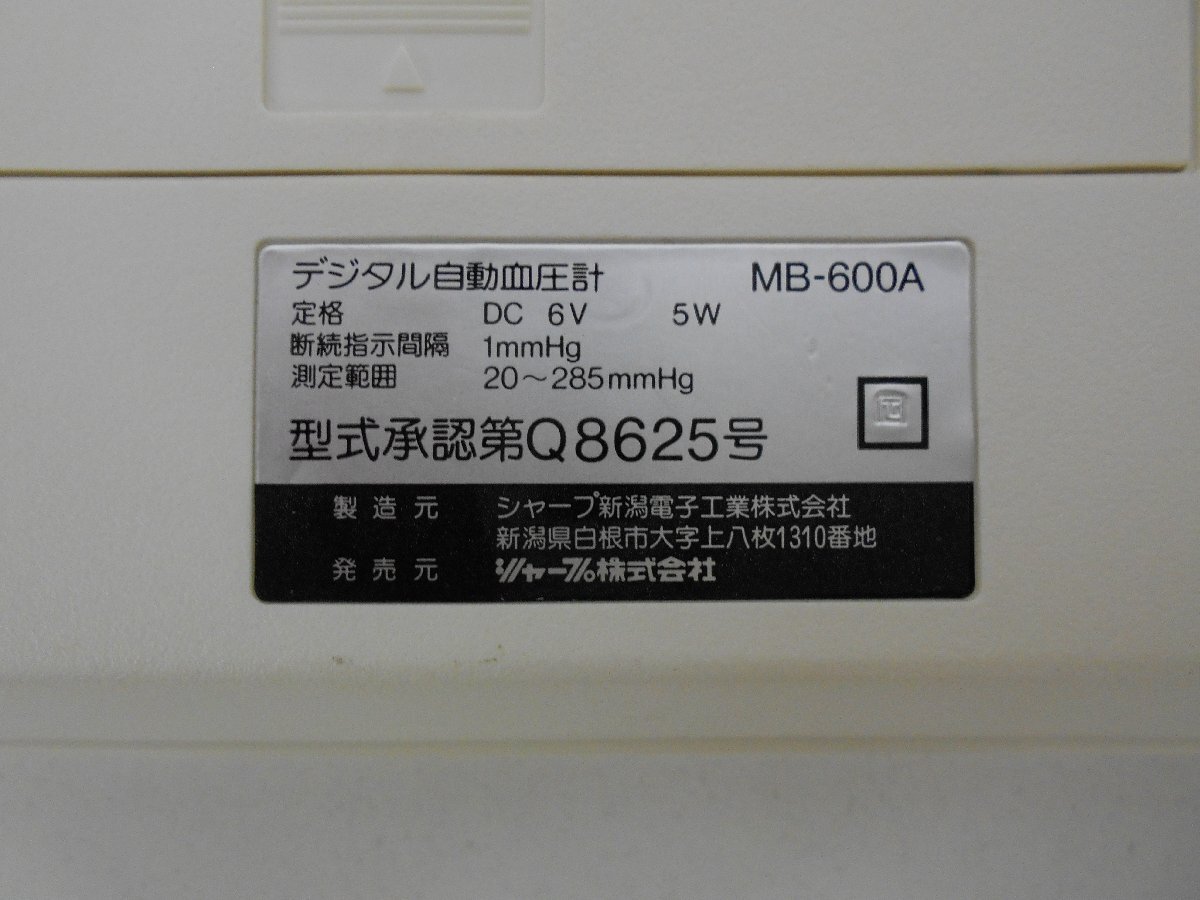 デジタル自動血圧計 MB-600A
定格 DC 6V 5W
断続指示間隔 1mmHg
測定範囲 20～285mmHg
型式承認第Q8625号
製造元 シャープ新潟電子工業株式会社
新潟県白根市大字上八枚1310番地
発売元 シャープ株式会社